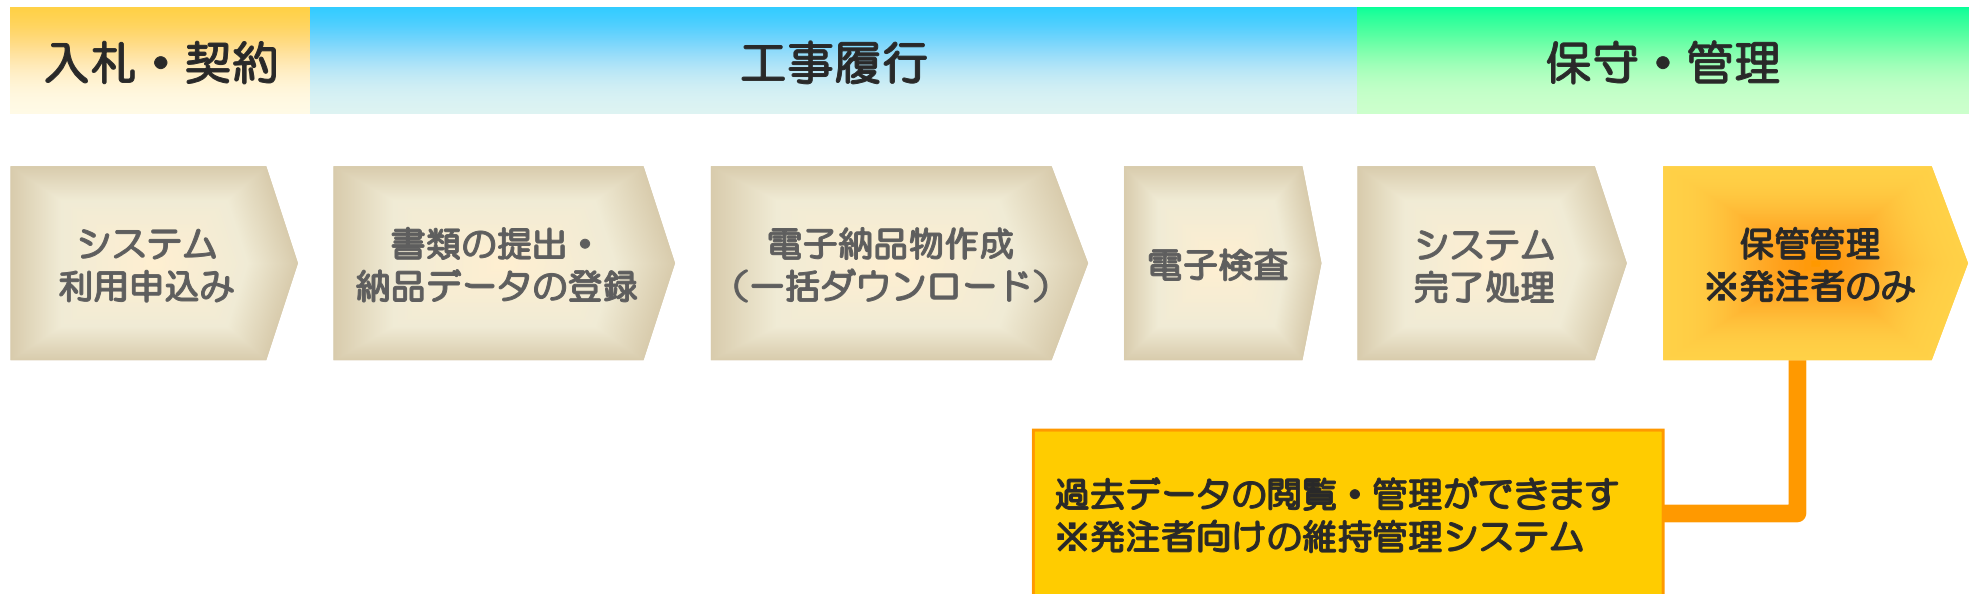 入札・契約
工事履行
保守・管理
システム
利用申込み
書類の提出・
納品データの登録
電子納品物作成
（一括ダウンロード）
電子検査
システム
完了処理
保管管理
※発注者のみ
過去データの閲覧・管理ができます
※発注者向けの維持管理システム